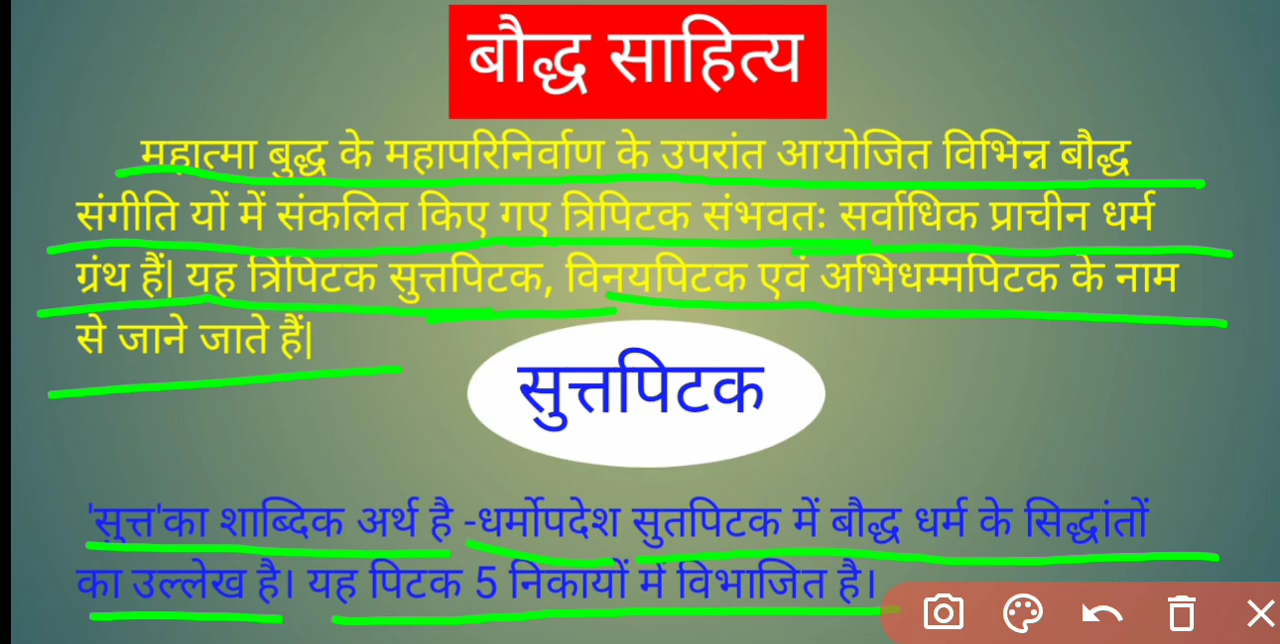 बौद्ध साहित्य
महात्मा बुद्ध के महापरिनिर्वाण के उपरांत आयोजित विभिन्न बौद्ध
संगीति यों में संकलित किए गए त्रिपिटक संभवतः सर्वाधिक प्राचीन धर्म
ग्रंथ हैं| यह त्रिपिटक सुत्तपिटक, विनयपिटक एवं अभिधम्मपिटक के नाम
से जाने जाते हैं|
सुत्तपिटक
'सुत्त'का शाब्दिक अर्थ है -धर्मोपदेश सुतपिटक में बौद्ध धर्म के सिद्धांतों
का उल्लेख है। यह पिटक 5 निकायों में विभाजित है।